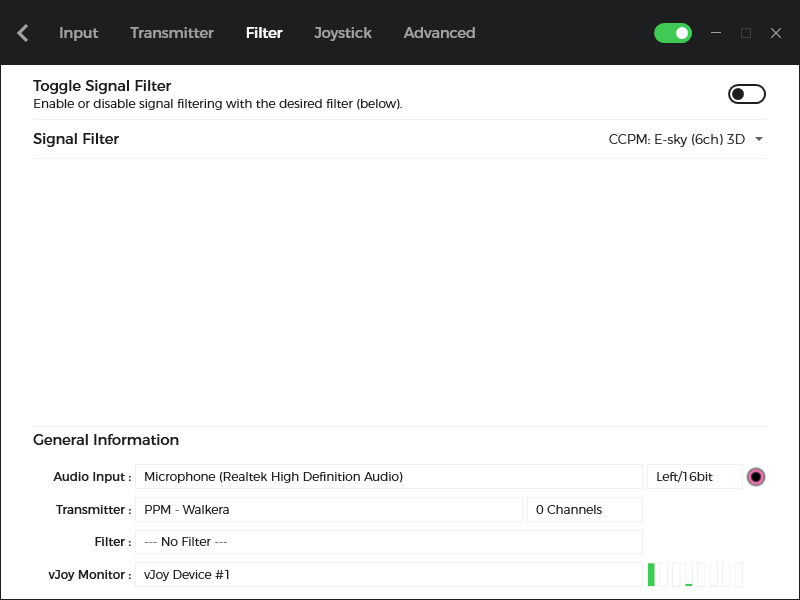 Input Transmitter Filter Joystick Advanced
Toggle Signal Filter
Enable or disable signal filtering with the desired filter (below).
Signal Filter CCPM: E-sky (6ch) 3D
General Information
Audio Input : Microphone (Realtek High Definition Audio) Left/16bit
Transmitter : PPM - Walkera 0 Channels
Filter : --- No Filter ---
vJoy Monitor : vJoy Device #1